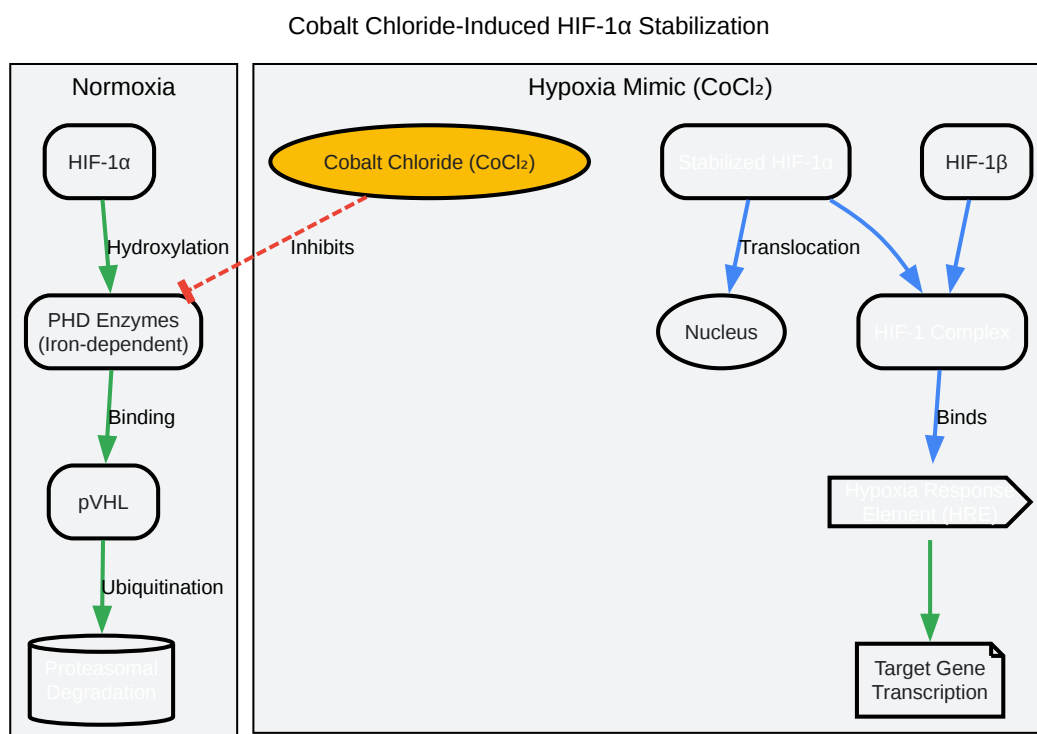 Cobalt Chloride-Induced HIF-1α Stabilization
Normoxia
HIF-1α
Hydroxylation
PHD Enzymes
(Iron-dependent)
Binding
pVHL
Ubiquitination
Proteasomal
Degradation
Hypoxia Mimic (CoCl₂)
Cobalt Chloride (CoCl₂)
Inhibits
Stabilized HIF-1α
HIF-1β
Translocation
Nucleus
HIF-1 Complex
Binds
Hypoxia Response
Element (HRE)
Target Gene
Transcription